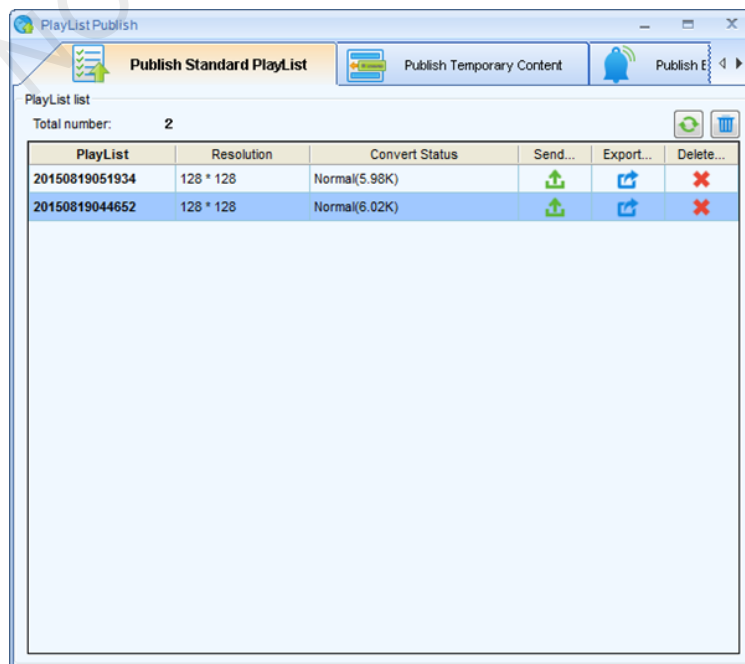 PlayList Publish
Publish Standard PlayList Publish Temporary Content Publish E
PlayList list
Total number: 2
PlayList Resolution Convert Status Send... Export... Delete...
20150819051934 128 * 128 Normal(5.98K)
20150819044652 128 * 128 Normal(6.02K)